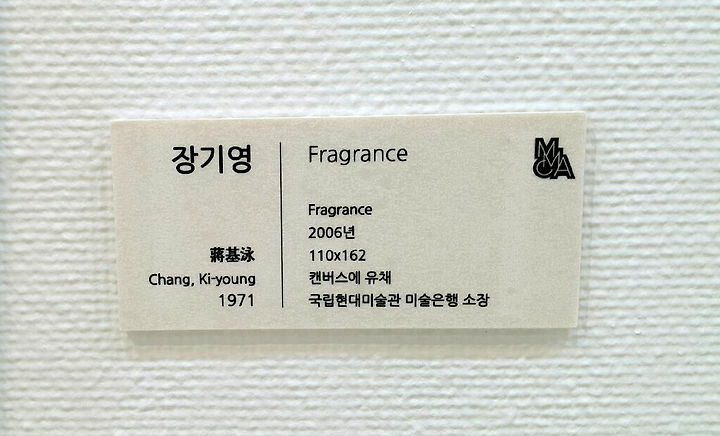 장기영
蔣基泳
Chang, Ki-young
1971
Fragrance
Fragrance
2006년
110x162
캔버스에 유채
국립현대미술관 미술은행 소장
MMCA